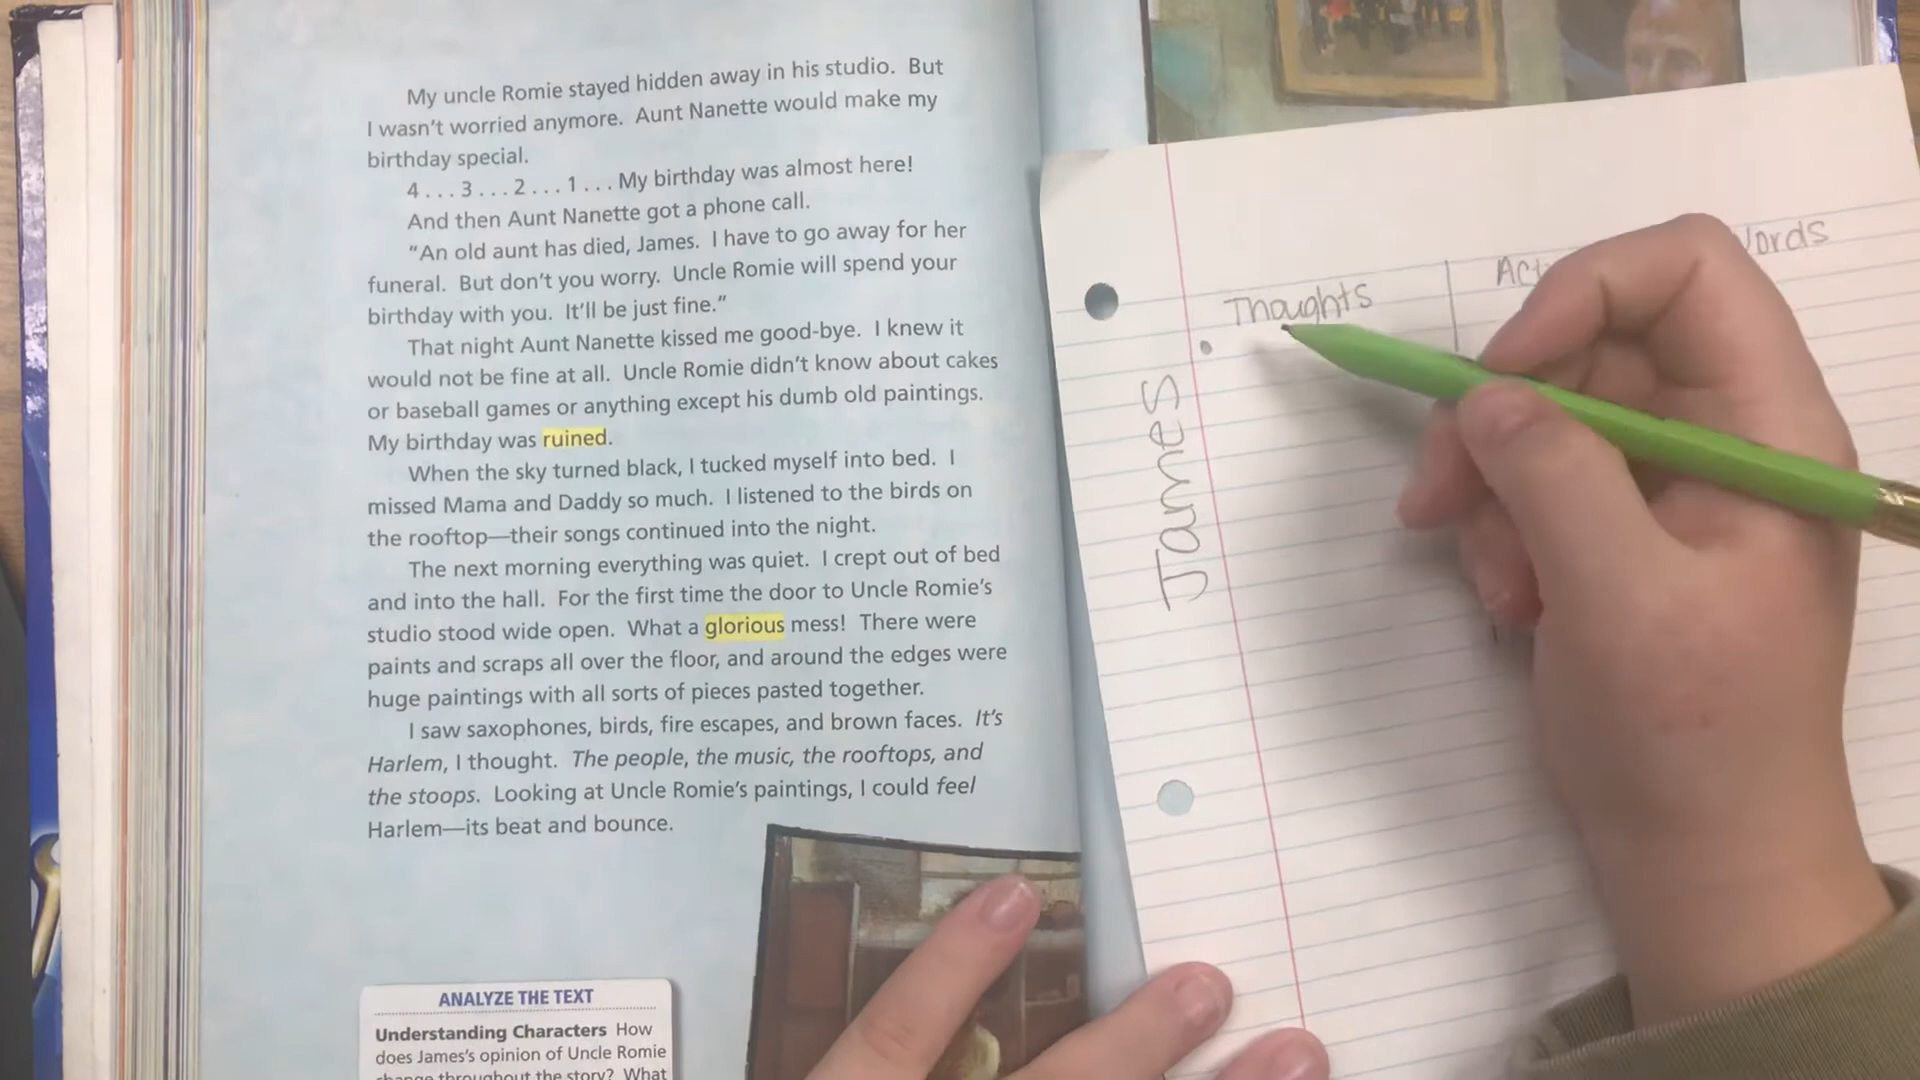 My uncle Romie stayed hidden away in his studio. But
I wasn't worried anymore. Aunt Nanette would make my
birthday special.
4 . . . 3 . . . 2 . . . 1 . . . My birthday was almost here!
And then Aunt Nanette got a phone call.
“An old aunt has died, James. I have to go away for her
funeral. But don't you worry. Uncle Romie will spend your
birthday with you. It'll be just fine.”
That night Aunt Nanette kissed me good-bye. I knew it
would not be fine at all. Uncle Romie didn't know about cakes
or baseball games or anything except his dumb old paintings.
My birthday was ruined.
When the sky turned black, I tucked myself into bed. I
missed Mama and Daddy so much. I listened to the birds on
the rooftop—their songs continued into the night.
The next morning everything was quiet. I crept out of bed
and into the hall. For the first time the door to Uncle Romie's
studio stood wide open. What a glorious mess! There were
paints and scraps all over the floor, and around the edges were
huge paintings with all sorts of pieces pasted together.
I saw saxophones, birds, fire escapes, and brown faces. It's
Harlem, I thought. The people, the music, the rooftops, and
the stoops. Looking at Uncle Romie's paintings, I could feel
Harlem—its beat and bounce.
ANALYZE THE TEXT
Understanding Characters How
does James's opinion of Uncle Romie
change throughout the story? What
Thoughts
Words
James